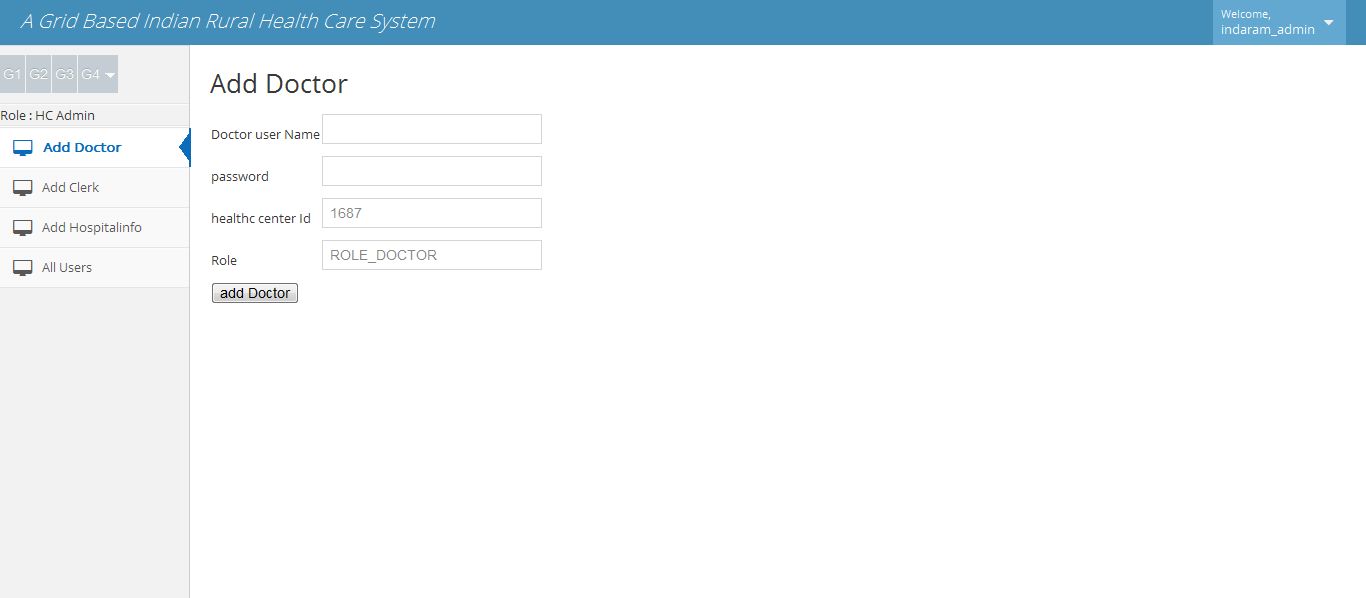 A Grid Based Indian Rural Health Care System
Welcome,
indaram_admin
G1 G2 G3 G4
Role : HC Admin
Add Doctor
Add Clerk
Add Hospitalinfo
All Users
Add Doctor
Doctor user Name
password
healthc center Id 1687
Role ROLE_DOCTOR
add Doctor